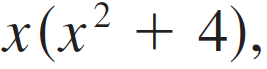 x(x² + 4),